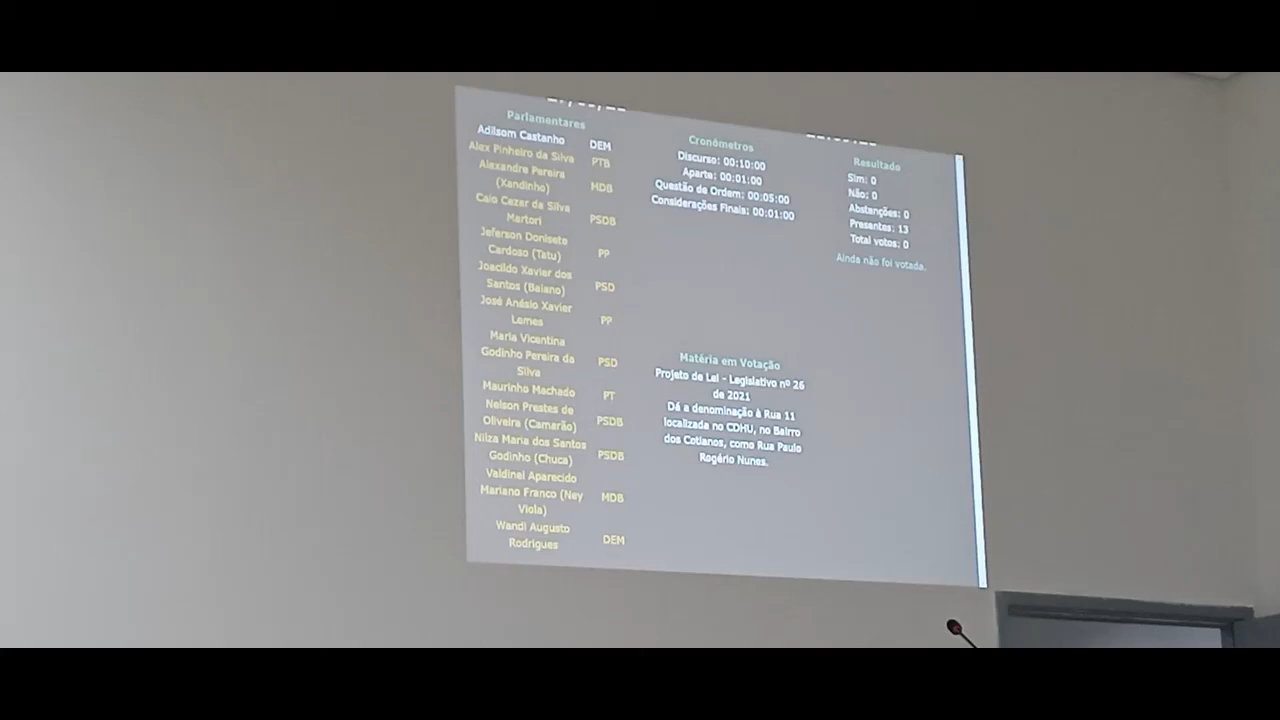 Parlamentares
Adilsom Castanho DEM
Alex Pinheiro da Silva PTB
Alexandre Pereira
(Xandinho) MDB
Caio Cezar da Silva
Martori PSDB
Jeferson Donisete
Cardoso (Tatu) PP
Joacildo Xavier dos
Santos (Baiano) PSD
José Anésio Xavier
Lemes PP
Maria Vicentina
Godinho Pereira da
Silva PSD
Maurinho Machado PT
Nelson Prestes de
Oliveira (Camarão) PSDB
Nilza Maria dos Santos
Godinho (Chuca) PSDB
Valdinei Aparecido
Mariano Franco (Ney
Viola) MDB
Wandi Augusto
Rodrigues DEM
Cronômetros
Discurso: 00:10:00
Aparte: 00:01:00
Questão de Ordem: 00:05:00
Considerações Finais: 00:01:00
Matéria em Votação
Projeto de Lei - Legislativo nº 26
de 2021
Dá a denominação à Rua 11
localizada no CDHU, no Bairro
dos Cotianos, como Rua Paulo
Rogério Nunes.
Resultado
Sim: 0
Não: 0
Abstenções: 0
Presentes: 13
Total votos: 0
Ainda não foi votada.